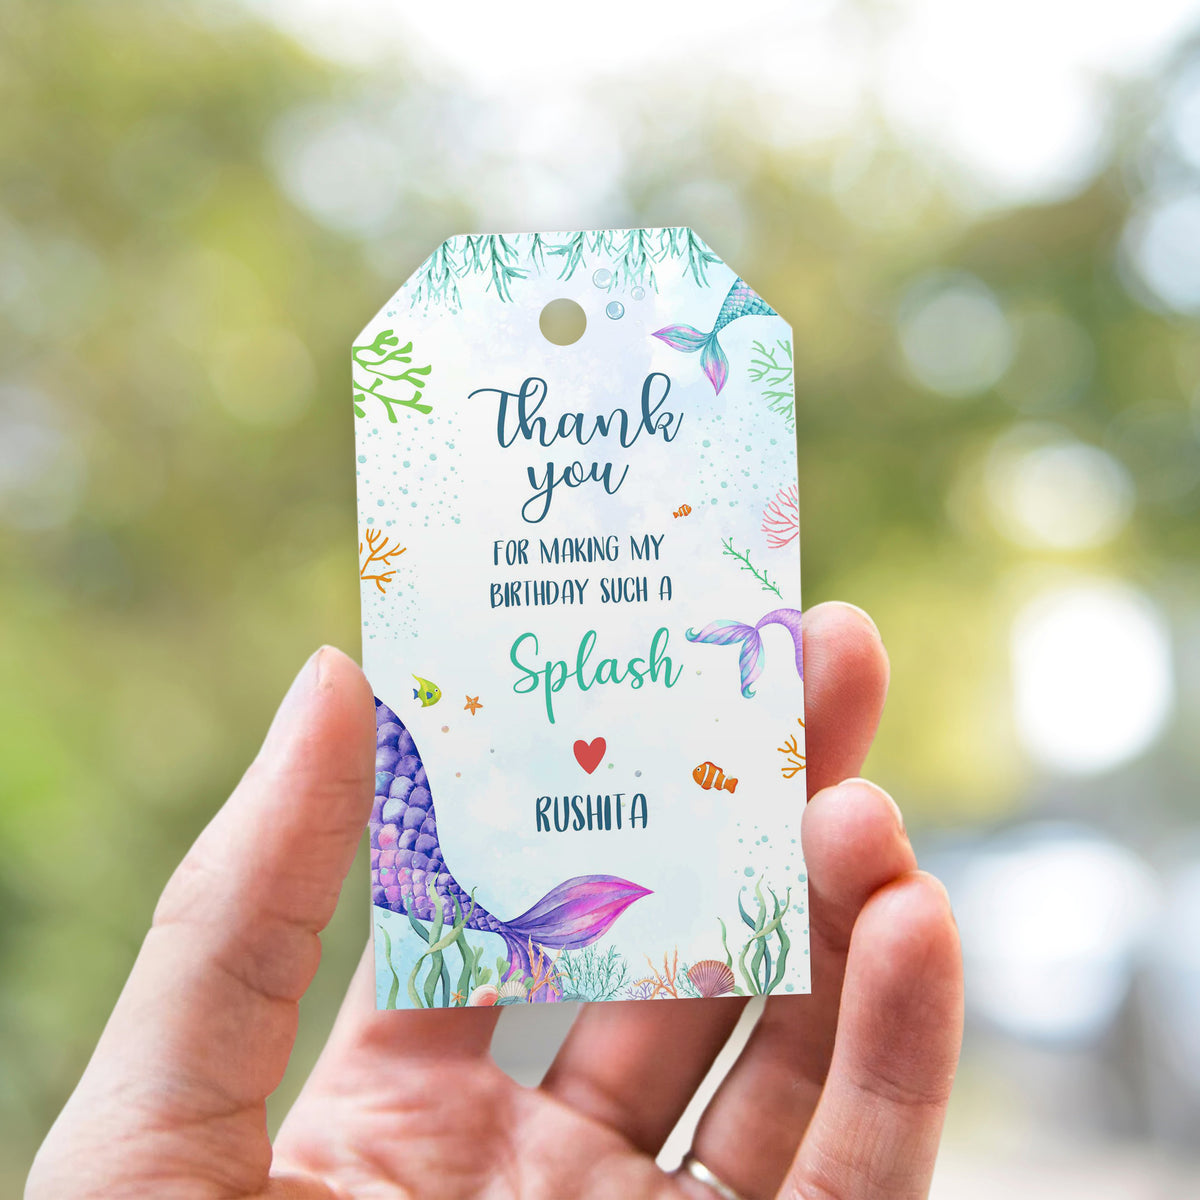 Thank
you
FOR MAKING MY
BIRTHDAY SUCH A
Splash
RUSHITA